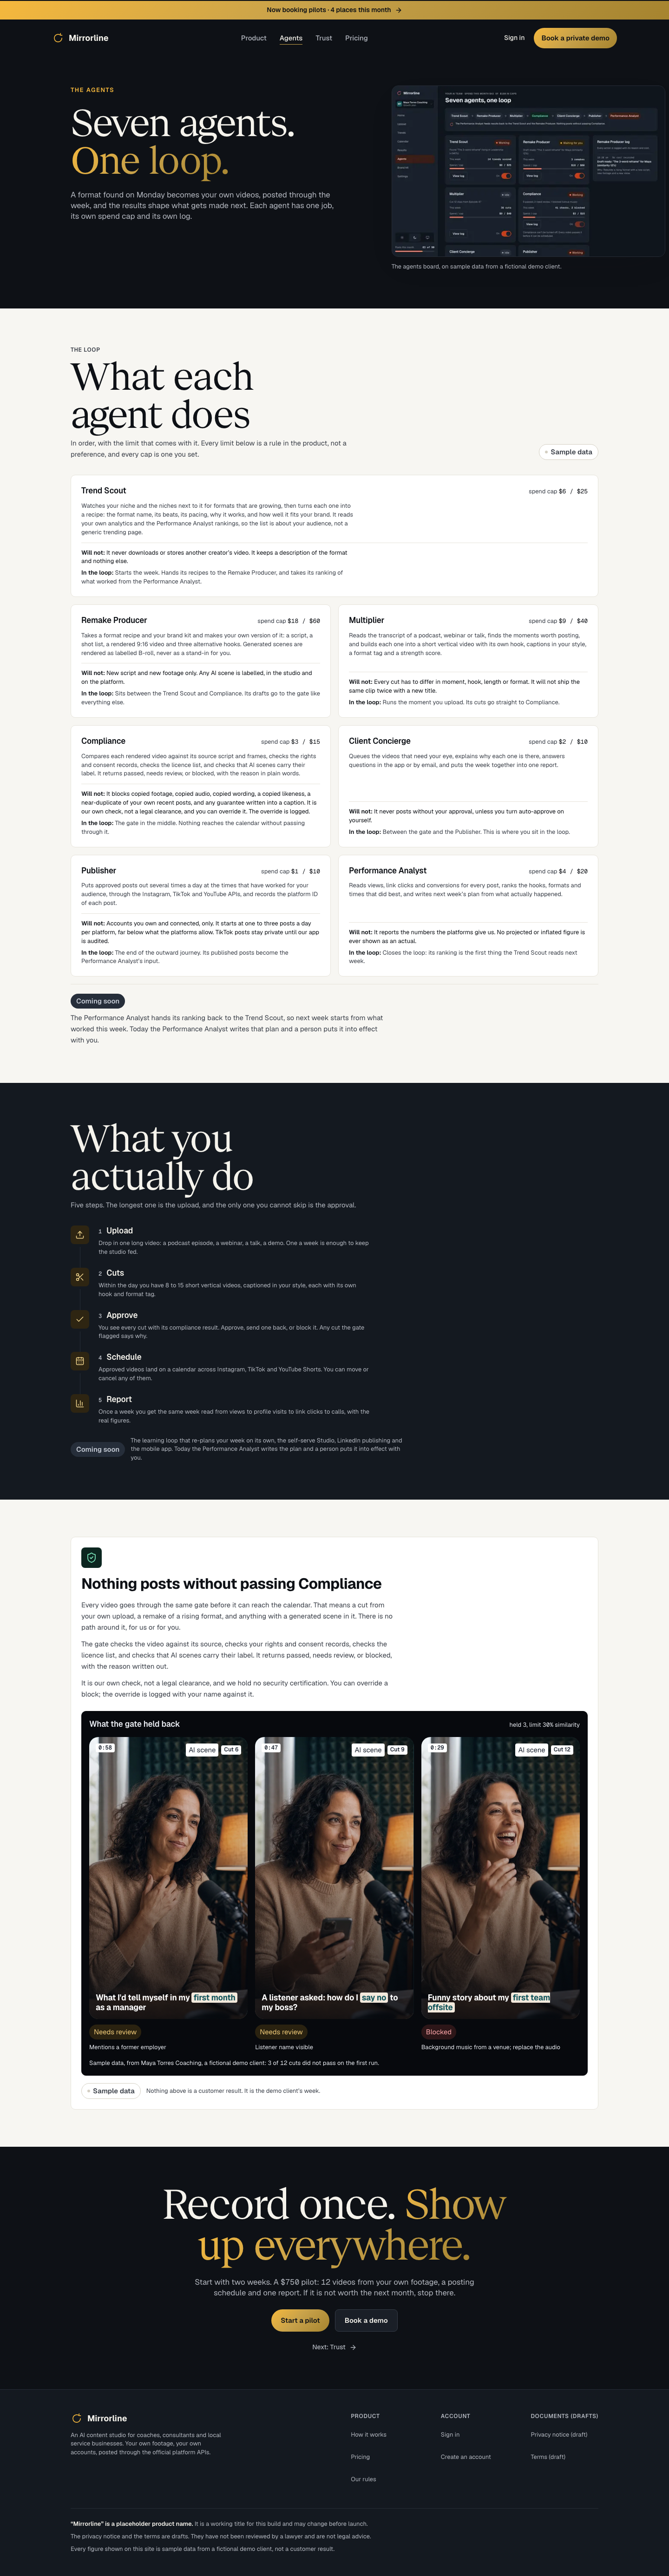 Now booking pilots · 4 places this month →
Mirrorline
Product Agents Trust Pricing
Sign in Book a private demo
THE AGENTS
Seven agents.
One loop.
A format found on Monday becomes your own videos, posted through
the week, and the results shape what gets made next. Each agent has one job,
its own spend cap and its own log.
Mirrorline
Seven agents, one loop
Trend Scout
Remake Producer
Multiplier
Compliance
Client Concierge
Publisher
Performance Analyst
The agents board, on sample data from a fictional demo client.
THE LOOP
What each
agent does
In order, with the limit that comes with it. Every limit below is a rule in the product, not a
preference, and every cap is one you set.
Sample data
Trend Scout
spend cap $6 / $25
Watches your niche and the niches next to it for formats that are growing, then turns each one into
a recipe: the format name, its beats, its pacing, why it works, and how well it fits your brand. It reads
your own analytics and the Performance Analyst rankings, so the list is about your audience, not a
generic trending page.
Will not: It never downloads or stores another creator's video. It keeps a description of the format
and nothing else.
In the loop: Starts the week. Hands its recipes to the Remake Producer, and takes its ranking of
what worked from the Performance Analyst.
Remake Producer
spend cap $18 / $60
Takes a format recipe and your brand kit and makes your own version of it: a script, a
shot list, a rendered 9:16 video and three alternative hooks. Generated scenes are
rendered as labelled B-roll, never as a stand-in for you.
Will not: New script and new footage only. Any AI scene is labelled, in the studio and
on the platform.
In the loop: Sits between the Trend Scout and Compliance. Its drafts go to the gate like
everything else.
Multiplier
spend cap $9 / $40
Reads the transcript of a podcast, webinar or talk, finds the moments worth posting,
and builds each one into a short vertical video with its own hook, captions in your style,
a format tag and a strength score.
Will not: Every cut has to differ in moment, hook, length or format. It will not ship the
same clip twice with a new title.
In the loop: Runs the moment you upload. Its cuts go straight to Compliance.
Compliance
spend cap $3 / $15
Compares each rendered video against its source script and frames, checks the rights
and consent records, checks the licence list, and checks that AI scenes carry their
label. It returns passed, needs review, or blocked, with the reason in plain words.
Will not: It blocks copied footage, copied audio, copied wording, a copied likeness, a
near-duplicate of your own recent posts, and any guarantee written into a caption. It is
our own check, not a legal clearance, and you can override it. The override is logged.
In the loop: The gate in the middle. Nothing reaches the calendar without passing
through it.
Client Concierge
spend cap $2 / $10
Queues the videos that need your eye, explains why each one is there, answers
questions in the app or by email, and puts the week together into one report.
Will not: It never posts without your approval, unless you turn auto-approve on
yourself.
In the loop: Between the gate and the Publisher. This is where you sit in the loop.
Publisher
spend cap $1 / $10
Puts approved posts out several times a day at the times that have worked for your
audience, through the Instagram, TikTok and YouTube APIs, and records the platform ID
of each post.
Will not: Accounts you own and connected, only. It starts at one to three posts a day
per platform, far below what the platforms allow. TikTok posts stay private until our app
is audited.
In the loop: The end of the outward journey. Its published posts become the
Performance Analyst's input.
Performance Analyst
spend cap $4 / $20
Reads views, link clicks and conversions for every post, ranks the hooks, formats and
times that did best, and writes next week's plan from what actually happened.
Will not: It reports the numbers the platforms give us. No projected or inflated figure is
ever shown as an actual.
In the loop: Closes the loop: its ranking is the first thing the Trend Scout reads next
week.
Coming soon
The Performance Analyst hands its ranking back to the Trend Scout, so next week starts from what
worked this week. Today the Performance Analyst writes that plan and a person puts it into effect
with you.
What you
actually do
Five steps. The longest one is the upload, and the only one you cannot skip is the approval.
1 Upload
Drop in one long video: a podcast episode, a webinar, a talk, a demo. One a week is enough to keep
the studio fed.
2 Cuts
Within the day you have 8 to 15 short vertical videos, captioned in your style, each with its own
hook and format tag.
3 Approve
You see every cut with its compliance result. Approve, send one back, or block it. Any cut the gate
flagged says why.
4 Schedule
Approved videos land on a calendar across Instagram, TikTok and YouTube Shorts. You can move or
cancel any of them.
5 Report
Once a week you get the same week read from views to profile visits to link clicks to calls, with the
real figures.
Coming soon
The learning loop that re-plans your week on its own, the self-serve Studio, LinkedIn publishing and
the mobile app. Today the Performance Analyst writes the plan and a person puts it into effect with
you.
Nothing posts without passing Compliance
Every video goes through the same gate before it can reach the calendar. That means a cut from
your own upload, a remake of a rising format, and anything with a generated scene in it. There is no
path around it, for us or for you.
The gate checks the video against its source, checks your rights and consent records, checks the
licence list and checks that AI scenes carry their label. It returns passed, needs review, or blocked,
with the reason written out.
It is our own check, not a legal clearance, and we hold no security certification. You can override a
block; the override is logged with your name against it.
What the gate held back
held 3, limit 30% similarity
0:58 AI scene Cut 6
What I'd tell myself in my first month
as a manager
Needs review
Mentions a former employer
0:47 AI scene Cut 9
A listener asked: how do I say no to
my boss?
Needs review
Listener name visible
0:29 AI scene Cut 12
Funny story about my first team
offsite
Blocked
Background music from a venue; replace the audio
Sample data, from Maya Torres Coaching, a fictional demo client: 3 of 12 cuts did not pass on the first run.
Sample data
Nothing above is a customer result. It is the demo client's week.
Record once. Show
up everywhere.
Start with two weeks. A $750 pilot: 12 videos from your own footage, a posting
schedule and one report. If it is not worth the next month, stop there.
Start a pilot Book a demo
Next: Trust →
Mirrorline
An AI content studio for coaches, consultants and local
service businesses. Your own footage, your own
accounts, posted through the official platform APIs.
PRODUCT
How it works
Pricing
Our rules
ACCOUNT
Sign in
Create an account
DOCUMENTS (DRAFTS)
Privacy notice (draft)
Terms (draft)
"Mirrorline" is a placeholder product name. It is a working title for this build and may change before launch.
The privacy notice and the terms are drafts. They have not been reviewed by a lawyer and are not legal advice.
Every figure shown on this site is sample data from a fictional demo client, not a customer result.